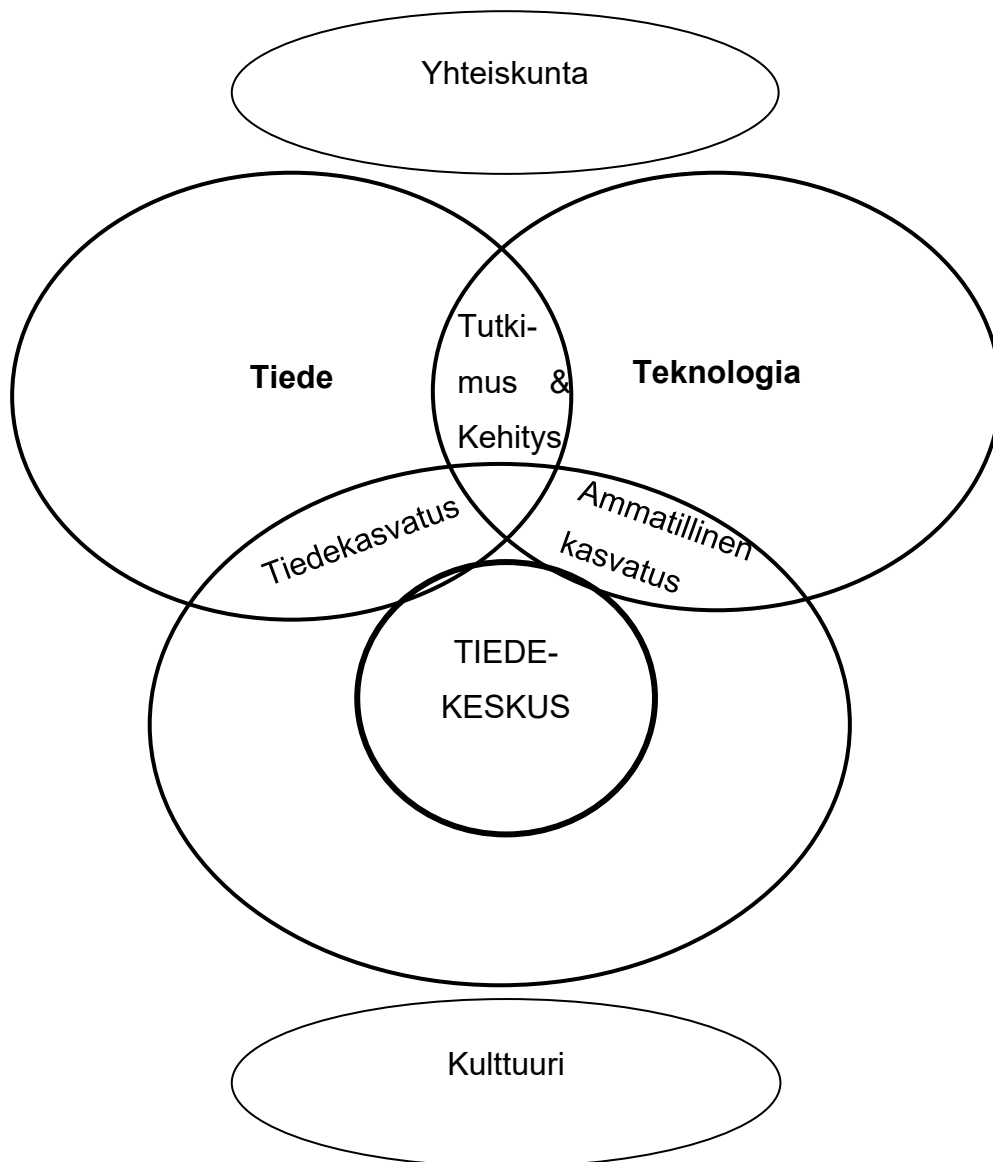 Yhteiskunta
Tutki-
mus &
Kehitys
Tiede
Teknologia
Tiedekasvatus
Ammatillinen
kasvatus
TIEDE-
KESKUS
Kulttuuri